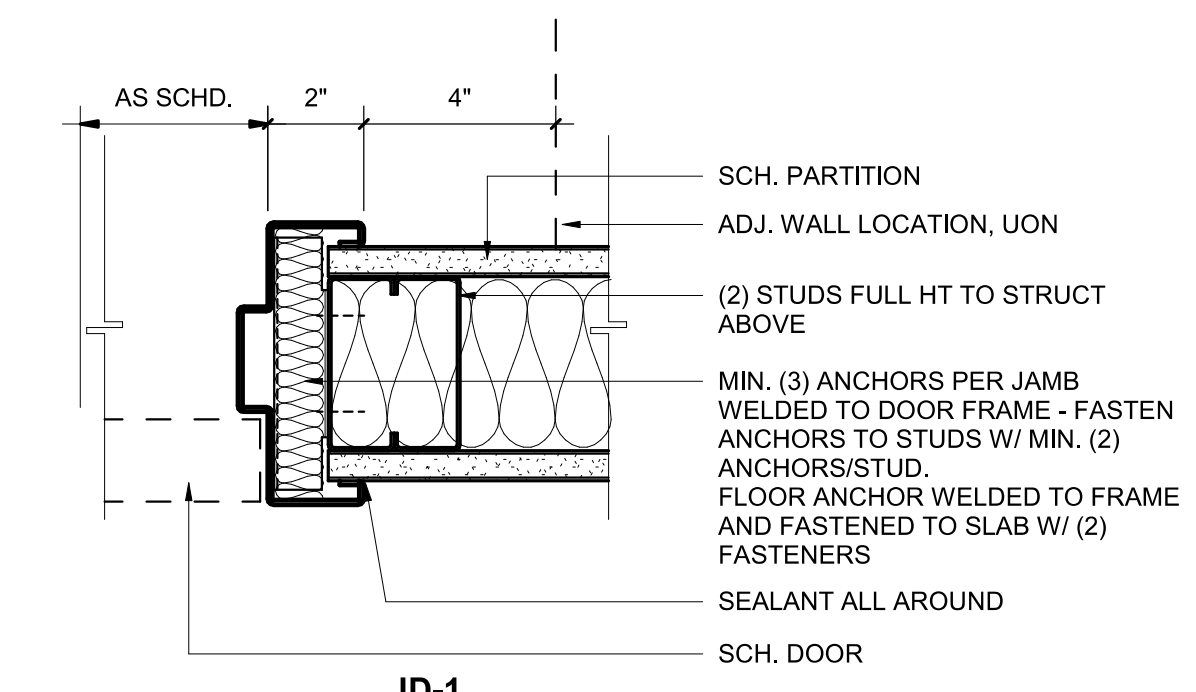 AS SCHD.
2"
4"
SCH. PARTITION
ADJ. WALL LOCATION, UON
(2) STUDS FULL HT TO STRUCT
ABOVE
MIN. (3) ANCHORS PER JAMB
WELDED TO DOOR FRAME - FASTEN
ANCHORS TO STUDS W/ MIN. (2)
ANCHORS/STUD.
FLOOR ANCHOR WELDED TO FRAME
AND FASTENED TO SLAB W/ (2)
FASTENERS
SEALANT ALL AROUND
SCH. DOOR